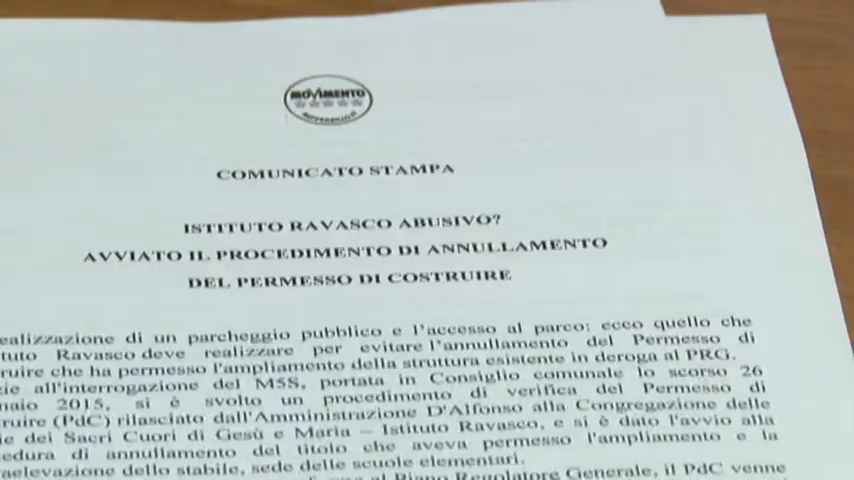 MOVIMENTO
COMUNICATO STAMPA
ISTITUTO RAVASCO ABUSIVO?
AVVIATO IL PROCEDIMENTO DI ANNULLAMENTO
DEL PERMESSO DI COSTRUIRE
ealizzazione di un parcheggio pubblico e l'accesso al parco: ecco quello che
tuto Ravasco deve realizzare per evitare l'annullamento del Permesso di
ruire che ha permesso l'ampliamento della struttura esistente in deroga al PRG.
zie all'interrogazione del M5S, portata in Consiglio comunale lo scorso 26
naio 2015, si è svolto un procedimento di verifica del Permesso di
ruire (PdC) rilasciato dall'Amministrazione D'Alfonso alla Congregazione delle
ie dei Sacri Cuori di Gesù e Maria – Istituto Ravasco, e si è dato l'avvio alla
edura di annullamento del titolo che aveva permesso l'ampliamento e la
aelevazione dello stabile, sede delle scuole elementari.
al Piano Regolatore Generale, il PdC venne